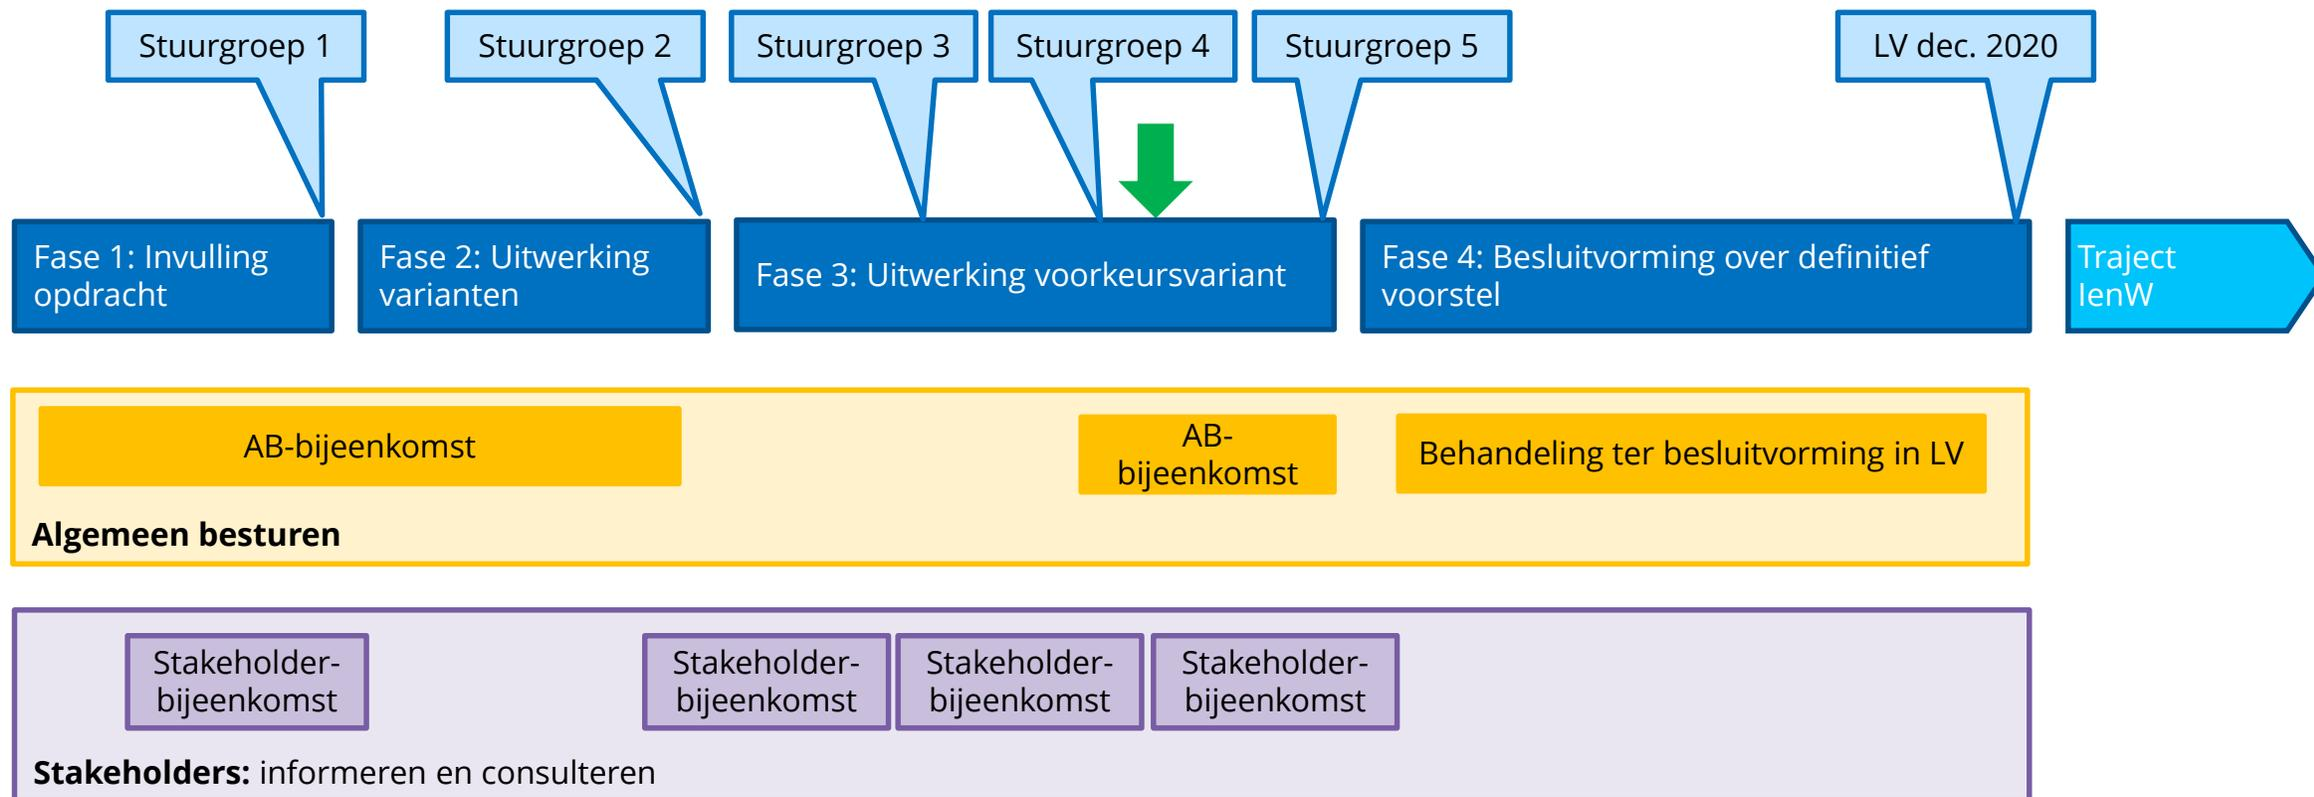 Stuurgroep 1
Stuurgroep 2
Stuurgroep 3
Stuurgroep 4
Stuurgroep 5
LV dec. 2020
Fase 1: Invulling
opdracht
Fase 2: Uitwerking
varianten
Fase 3: Uitwerking voorkeursvariant
Fase 4: Besluitvorming over definitief
voorstel
Traject
IenW
AB-bijeenkomst
AB-
bijeenkomst
Behandeling ter besluitvorming in LV
Algemeen besturen
Stakeholder-
bijeenkomst
Stakeholder-
bijeenkomst
Stakeholder-
bijeenkomst
Stakeholder-
bijeenkomst
Stakeholders: informeren en consulteren